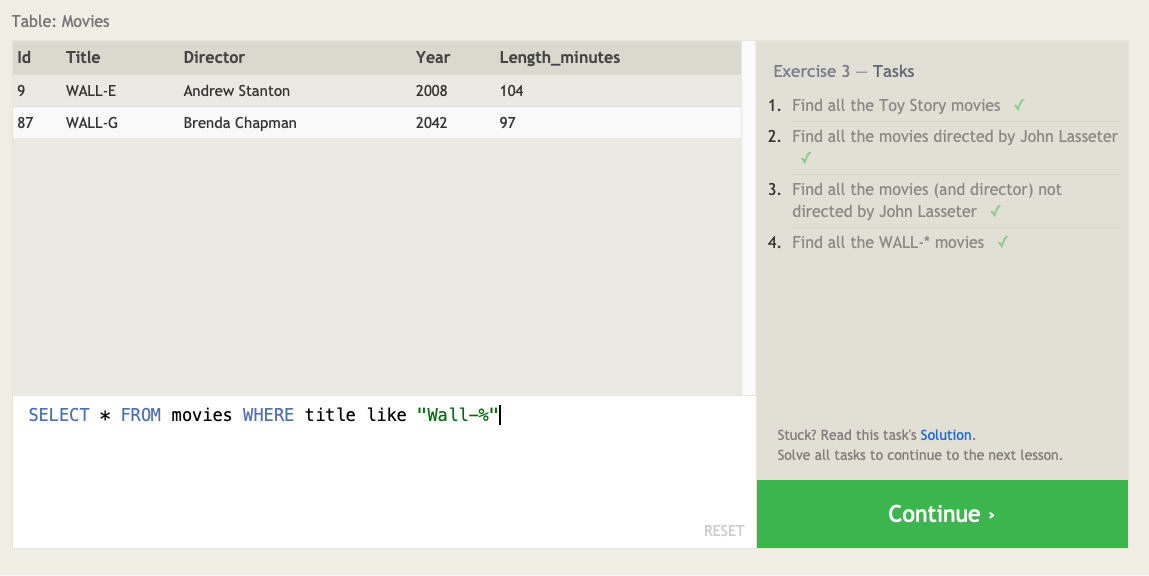 Table: Movies
Id Title Director Year Length_minutes
9 WALL-E Andrew Stanton 2008 104
87 WALL-G Brenda Chapman 2042 97
SELECT * FROM movies WHERE title like "Wall-%"
RESET
Exercise 3 — Tasks
1. Find all the Toy Story movies ✓
2. Find all the movies directed by John Lasseter
✓
3. Find all the movies (and director) not
directed by John Lasseter ✓
4. Find all the WALL-* movies ✓
Stuck? Read this task's Solution.
Solve all tasks to continue to the next lesson.
Continue ›